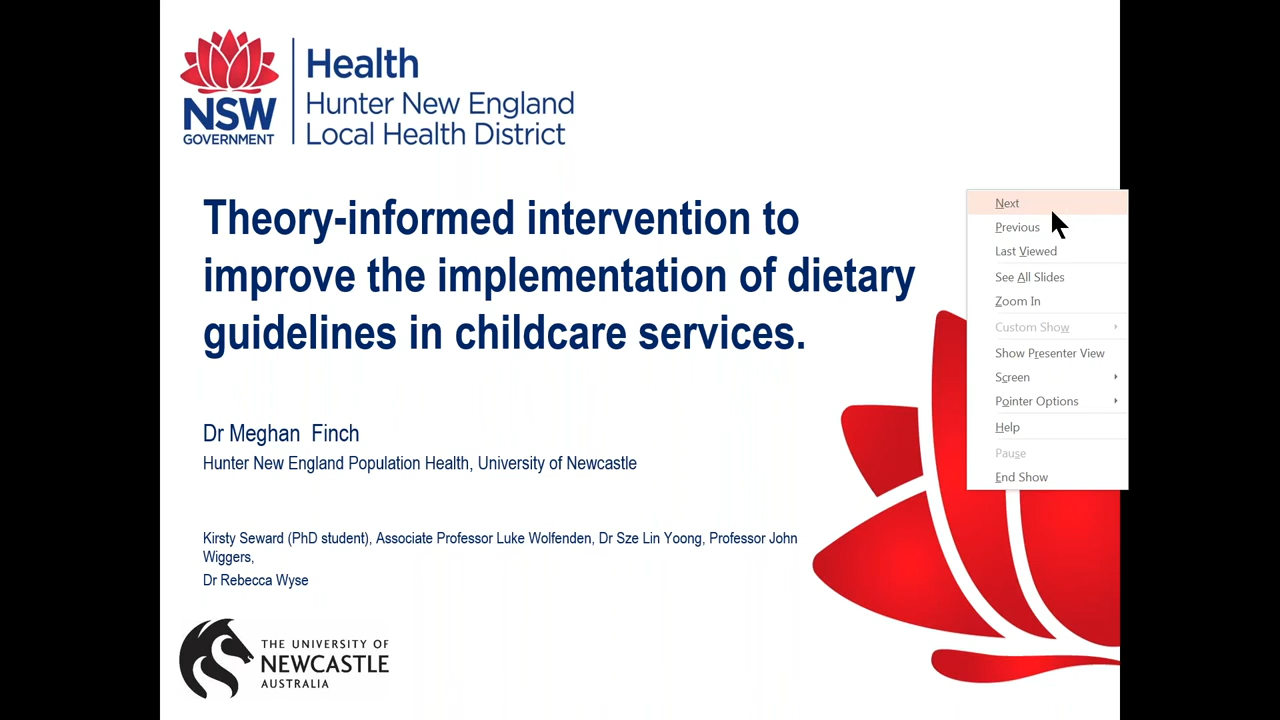 Health
Hunter New England
Local Health District
NSW
GOVERNMENT
Theory-informed intervention to
improve the implementation of dietary
guidelines in childcare services.
Dr Meghan Finch
Hunter New England Population Health, University of Newcastle
Kirsty Seward (PhD student), Associate Professor Luke Wolfenden, Dr Sze Lin Yoong, Professor John
Wiggers,
Dr Rebecca Wyse
THE UNIVERSITY OF
NEWCASTLE
AUSTRALIA
Next
Previous
Last Viewed
See All Slides
Zoom In
Custom Show
Show Presenter View
Screen
Pointer Options
Help
Pause
End Show